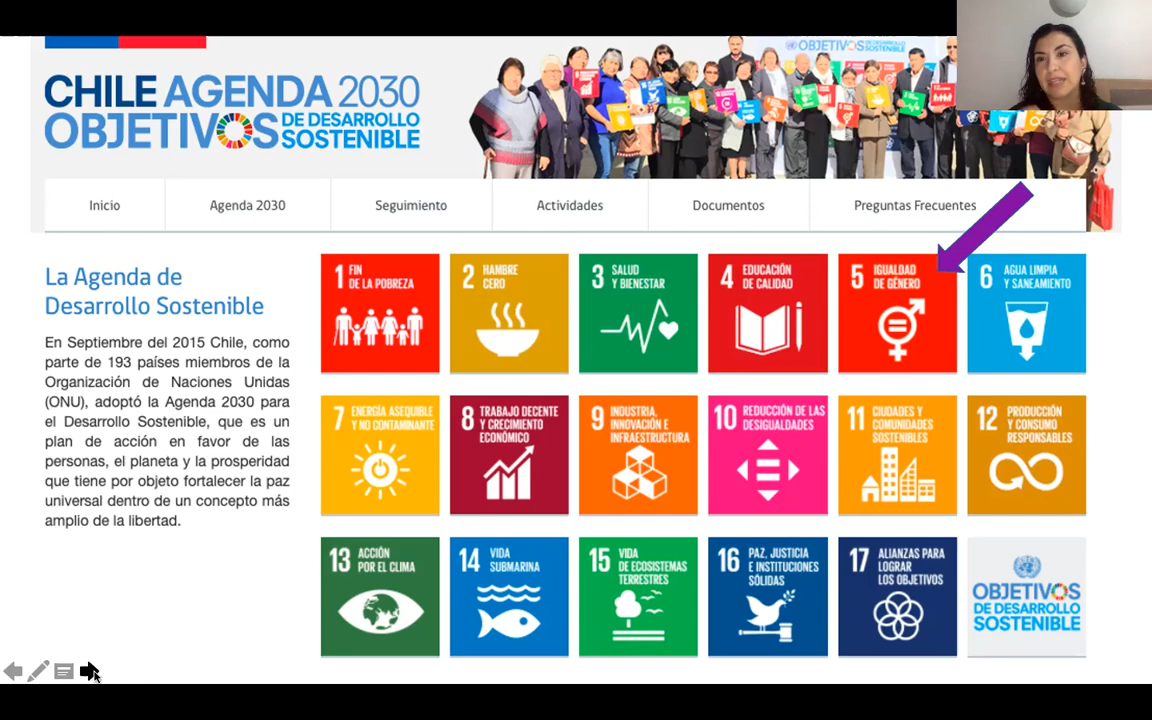 CHILE AGENDA 2030
OBJETIVOS DE DESARROLLO SOSTENIBLE
OBJETIVOS
DE DESARROLLO SOSTENIBLE
Inicio
Agenda 2030
Seguimiento
Actividades
Documentos
Preguntas Frecuentes
La Agenda de
Desarrollo Sostenible
En Septiembre del 2015 Chile, como
parte de 193 países miembros de la
Organización de Naciones Unidas
(ONU), adoptó la Agenda 2030 para
el Desarrollo Sostenible, que es un
plan de acción en favor de las
personas, el planeta y la prosperidad
que tiene por objeto fortalecer la paz
universal dentro de un concepto más
amplio de la libertad.
1 FIN
DE LA POBREZA
2 HAMBRE
CERO
3 SALUD
Y BIENESTAR
4 EDUCACIÓN
DE CALIDAD
5 IGUALDAD
DE GÉNERO
6 AGUA LIMPIA
Y SANEAMIENTO
7 ENERGÍA ASEQUIBLE
Y NO CONTAMINANTE
8 TRABAJO DECENTE
Y CRECIMIENTO
ECONÓMICO
9 INDUSTRIA,
INNOVACIÓN E
INFRAESTRUCTURA
10 REDUCCIÓN DE LAS
DESIGUALDADES
11 CIUDADES Y
COMUNIDADES
SOSTENIBLES
12 PRODUCCIÓN
Y CONSUMO
RESPONSABLES
13 ACCIÓN
POR EL CLIMA
14 VIDA
SUBMARINA
15 VIDA
DE ECOSISTEMAS
TERRESTRES
16 PAZ, JUSTICIA
E INSTITUCIONES
SÓLIDAS
17 ALIANZAS PARA
LOGRAR
LOS OBJETIVOS
OBJETIVOS
DE DESARROLLO
SOSTENIBLE